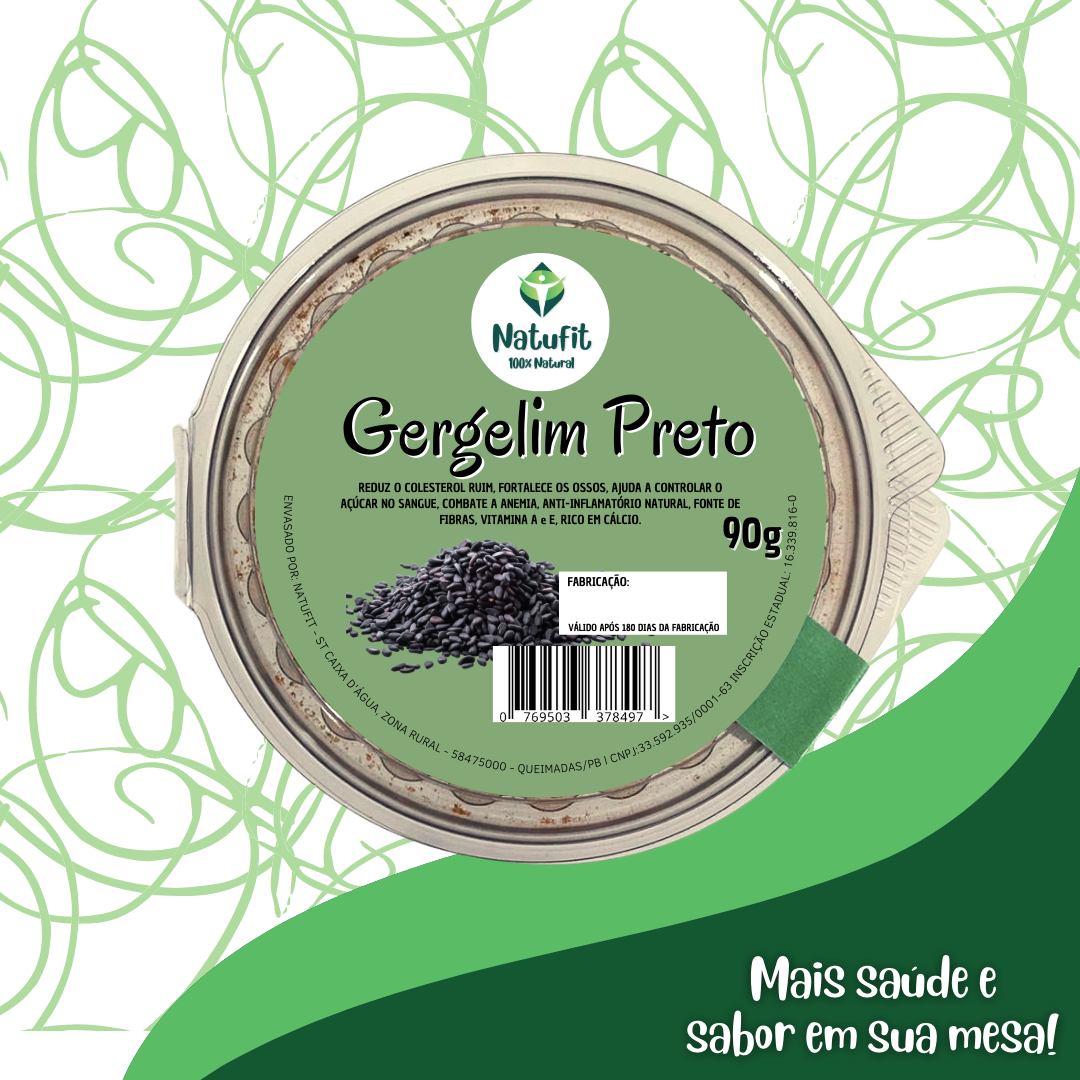 Natufit
100% Natural
Gergelim Preto
REDUZ O COLESTEROL RUIM, FORTALECE OS OSSOS, AJUDA A CONTROLAR O
AÇÚCAR NO SANGUE, COMBATE A ANEMIA, ANTI-INFLAMATÓRIO NATURAL, FONTE DE
FIBRAS, VITAMINA A e E, RICO EM CÁLCIO.
90g
FABRICAÇÃO:
VÁLIDO APÓS 180 DIAS DA FABRICAÇÃO
0 769503 378497 >
ENVASADO POR: NATUFIT - ST CAIXA D'ÁGUA, ZONA RURAL - 58475000 - QUEIMADAS/PB | CNPJ:33.592.935/0001-63 INSCRIÇÃO ESTADUAL: 16.339.816-0
Mais saúde e
sabor em sua mesa!